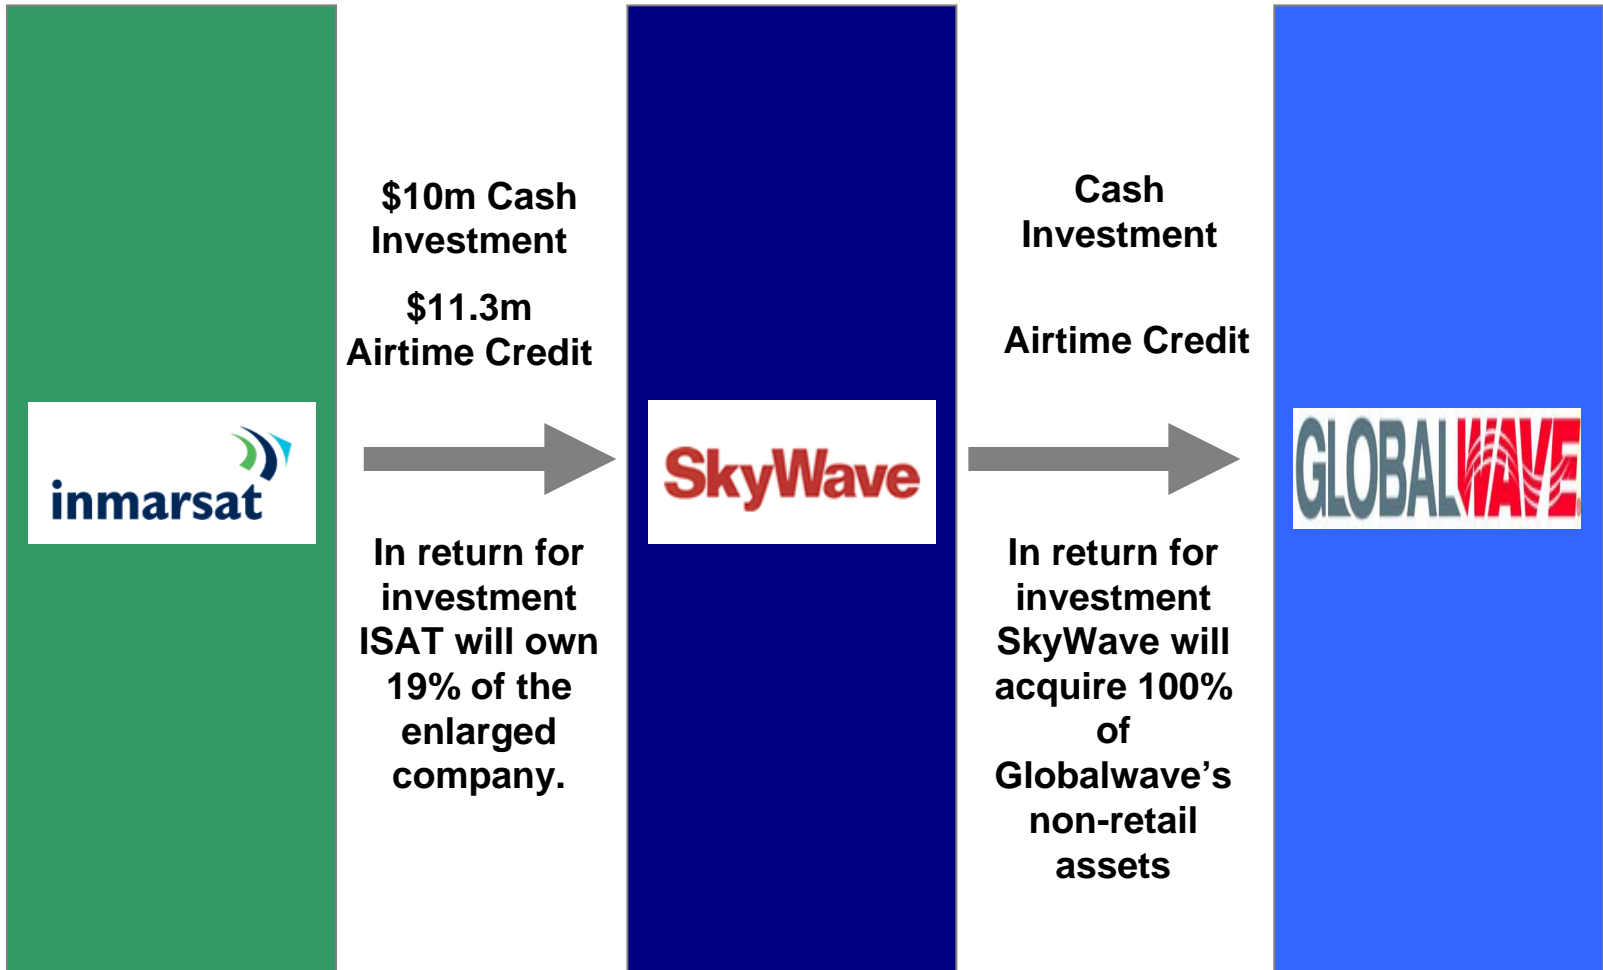 $10m Cash
Investment
$11.3m
Airtime Credit
inmarsat
In return for
investment
ISAT will own
19% of the
enlarged
company.
SkyWave
Cash
Investment
Airtime Credit
In return for
investment
SkyWave will
acquire 100%
of
Globalwave’s
non-retail
assets
GLOBALWAVE®